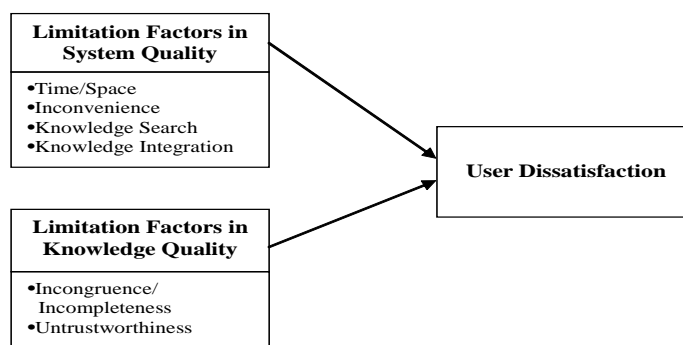 Limitation Factors in
System Quality
•Time/Space
•Inconvenience
•Knowledge Search
•Knowledge Integration
User Dissatisfaction
Limitation Factors in
Knowledge Quality
•Incongruence/
Incompleteness
•Untrustworthiness